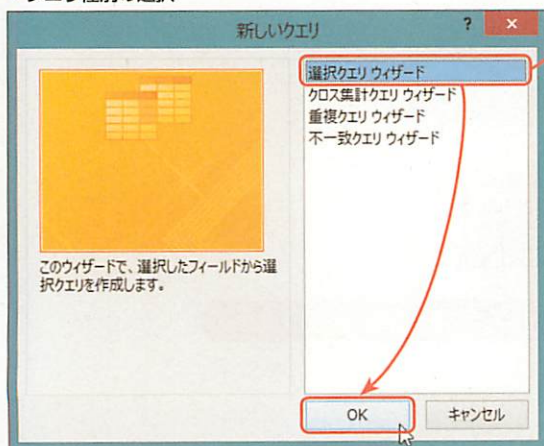 新しいクエリ
?
×
選択クエリ ウィザード
クロス集計クエリ ウィザード
重複クエリ ウィザード
不一致クエリ ウィザード
このウィザードで、選択したフィールドから選
択クエリを作成します。
OK
キャンセル